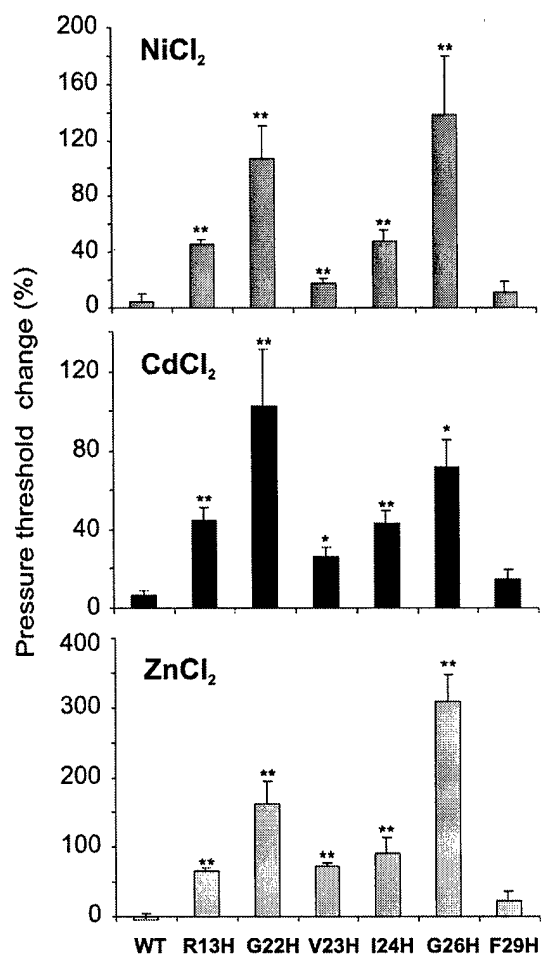 Pressure threshold change (%)
NiCl₂
200
160
120
80
40
0
** ** ** ** **
CdCl₂
120
80
40
0
** ** * ** *
ZnCl₂
400
300
200
100
0
** ** ** ** **
WT R13H G22H V23H I24H G26H F29H